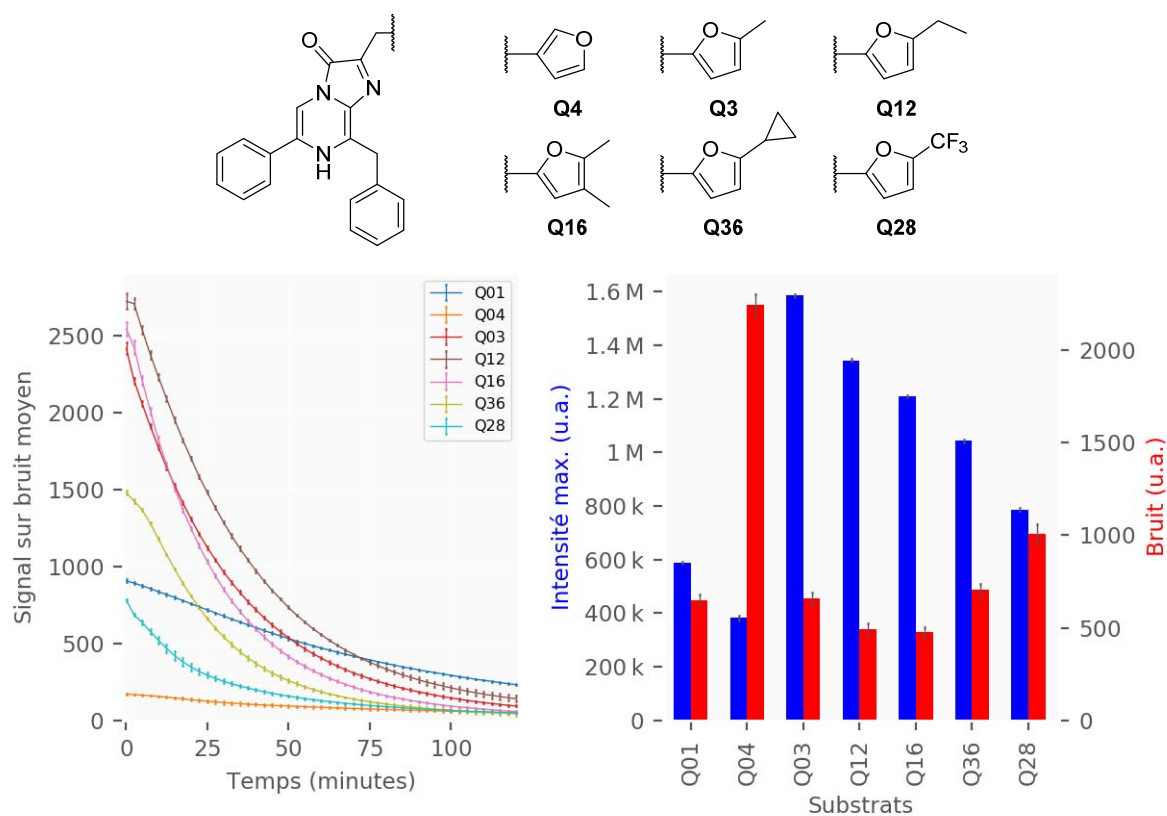 O
N
N
N
H
O
Q4
O
Q3
O
Q12
O
Q16
O
Q36
O
CF3
Q28
Signal sur bruit moyen
2500
2000
1500
1000
500
0
0 25 50 75 100
Temps (minutes)
Q01
Q04
Q03
Q12
Q16
Q36
Q28
Intensité max. (u.a.)
1.6 M
1.4 M
1.2 M
1 M
800 k
600 k
400 k
200 k
0
2000
1500
1000
500
0
Bruit (u.a.)
Q01 Q04 Q03 Q12 Q16 Q36 Q28
Substrats